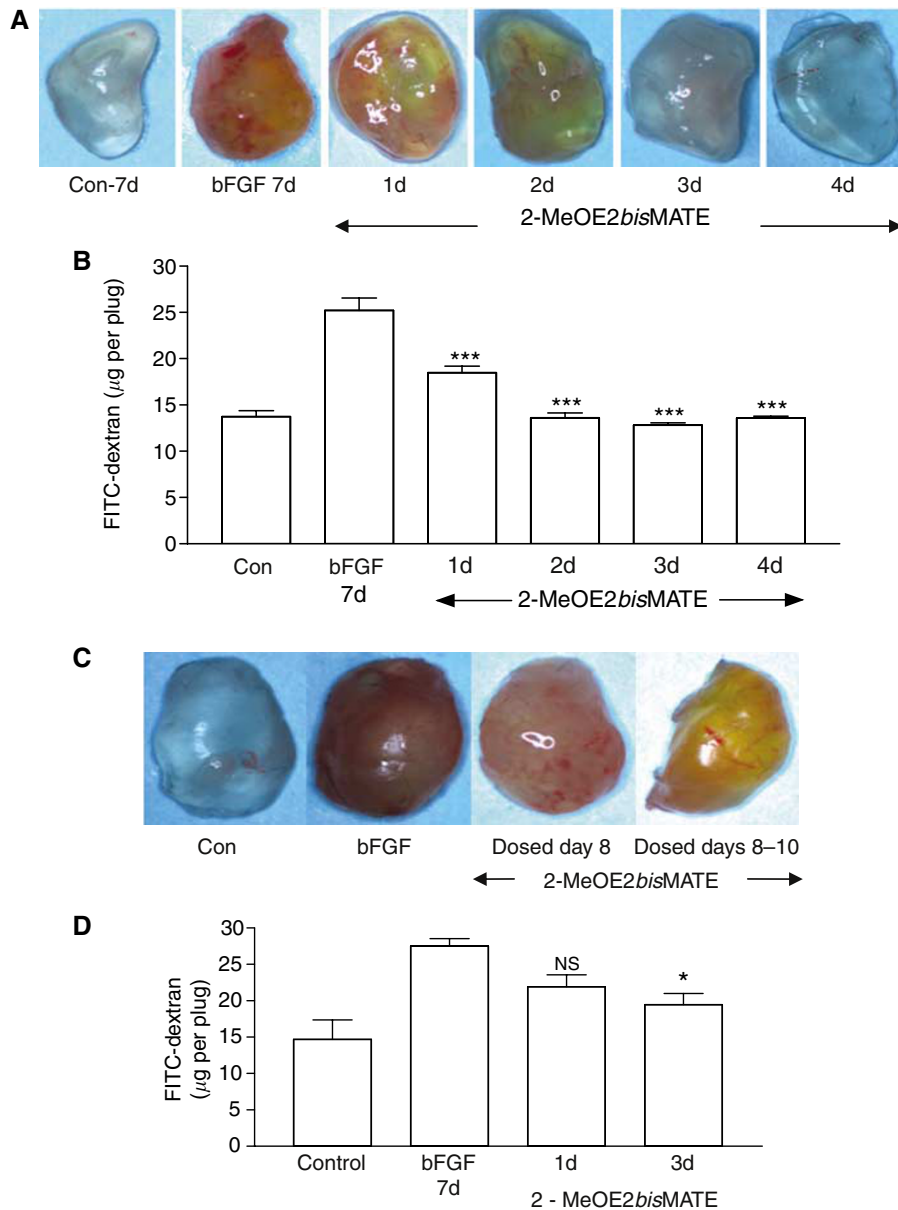 A
Con-7d bFGF 7d 1d 2d 3d 4d
2-MeOE2bisMATE
B
FITC-dextran (μg per plug)
30
25
20
15
10
5
0
*** *** *** ***
Con bFGF 7d 1d 2d 3d 4d
2-MeOE2bisMATE
C
Con bFGF Dosed day 8 Dosed days 8–10
2-MeOE2bisMATE
D
FITC-dextran
(μg per plug)
30
25
20
15
10
5
0
NS *
Control bFGF 7d 1d 3d
2 - MeOE2bisMATE